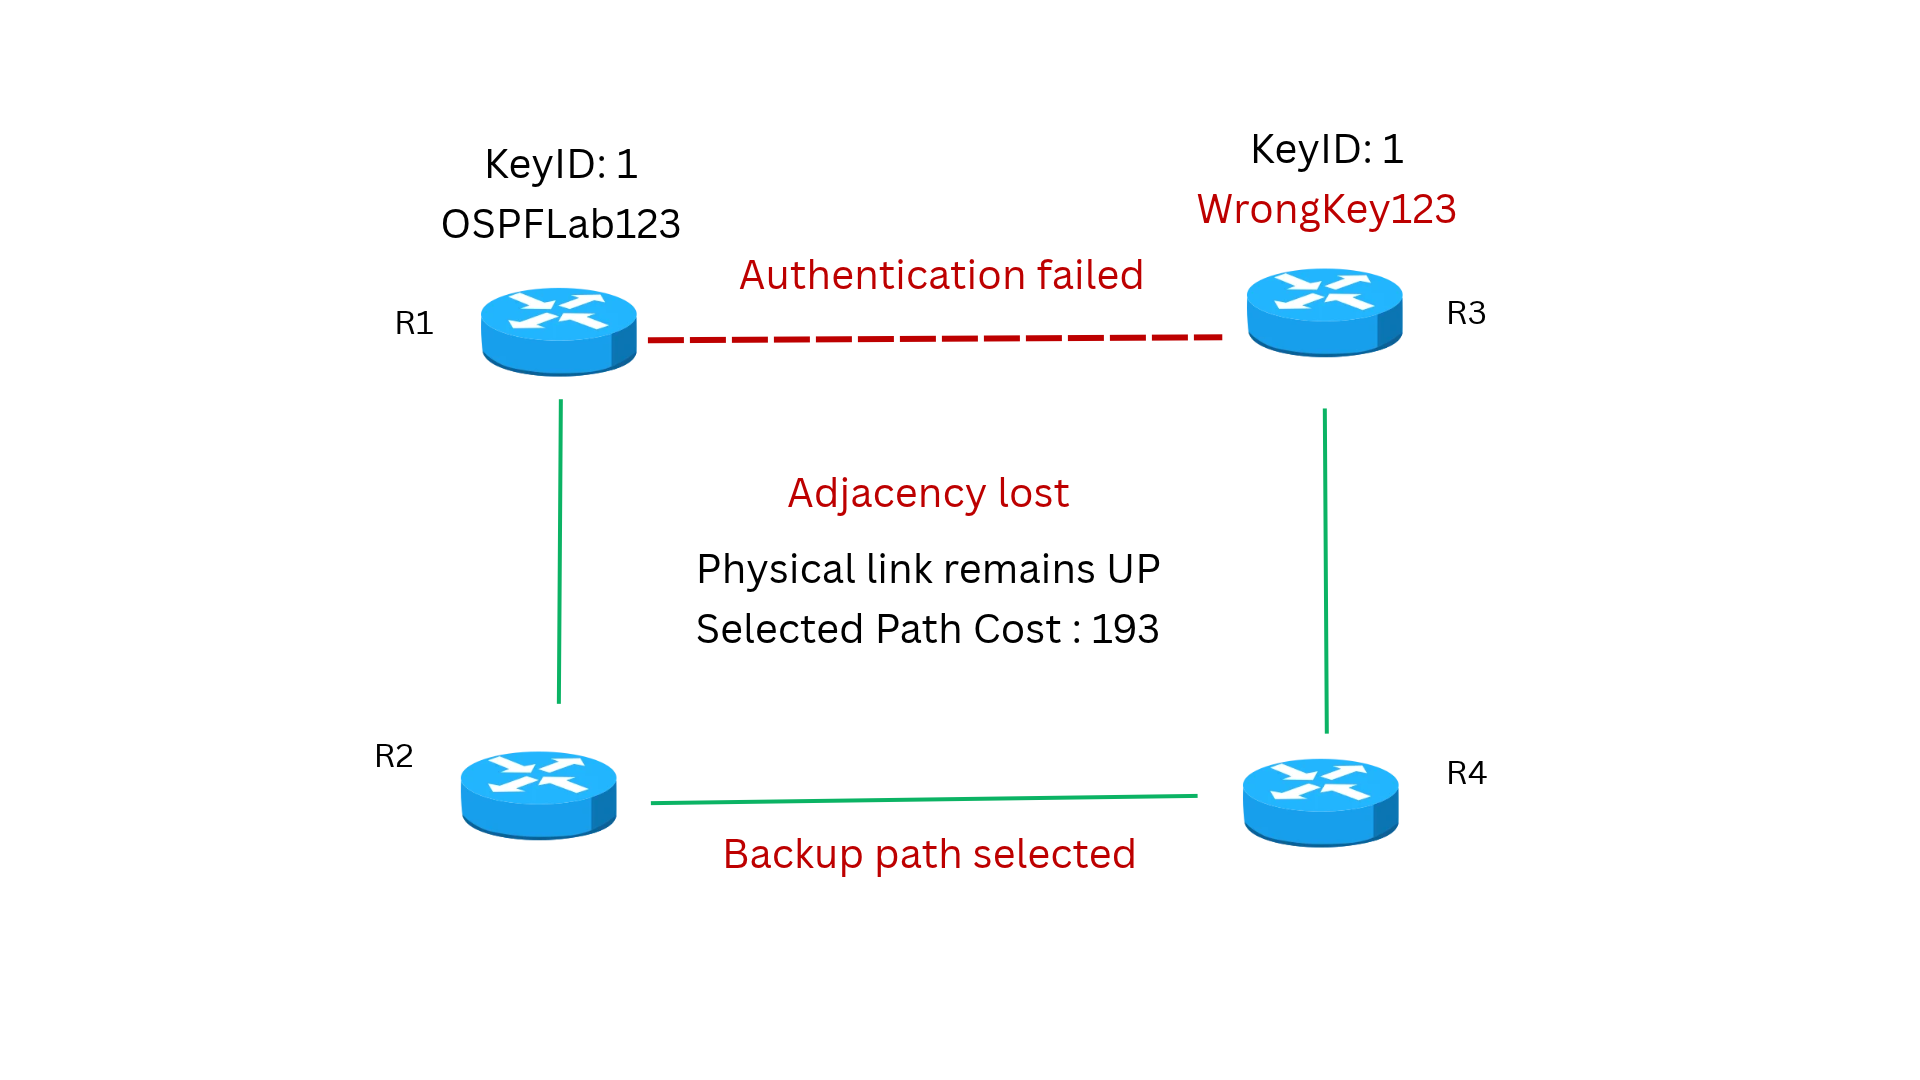 KeyID: 1
OSPFLab123
KeyID: 1
WrongKey123
Authentication failed
R1
R3
Adjacency lost
Physical link remains UP
Selected Path Cost : 193
R2
R4
Backup path selected